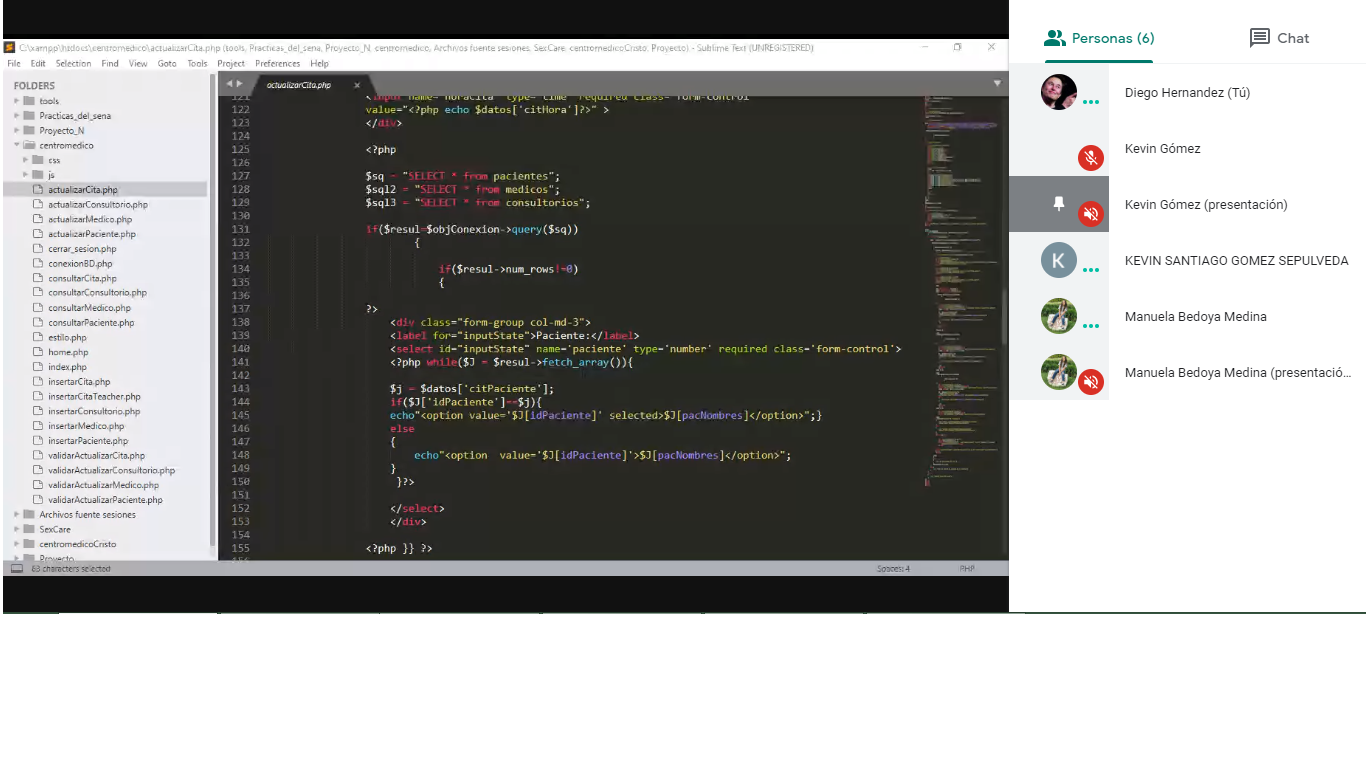 C:\xampp\htdocs\centromedico\actualizarCita.php (tools, Practicas_del_sena, Proyecto_N, centromedico, Archivos fuente sesiones, SexCare, centromedicoCristo, Proyecto) - Sublime Text (UNREGISTERED)
File Edit Selection Find View Goto Tools Project Preferences Help
FOLDERS
tools
Practicas_del_sena
Proyecto_N
centromedico
css
js
actualizarCita.php
actualizarConsultorio.php
actualizarMedico.php
actualizarPaciente.php
cerrar_sesion.php
conexionBD.php
consultarCita.php
consultarConsultorio.php
consultarMedico.php
consultarPaciente.php
estilo.php
home.php
index.php
insertarCita.php
insertarCitaTeacher.php
insertarConsultorio.php
insertarMedico.php
insertarPaciente.php
validarActualizarCita.php
validarActualizarConsultorio.php
validarActualizarMedico.php
validarActualizarPaciente.php
Archivos fuente sesiones
SexCare
centromedicoCristo
Proyecto
actualizarCita.php
121 <input name="horaCita" type="time" required class="form-control"
122 value="<?php echo $datos['citHora']?>" >
123 </div>
124
125 <?php
126
127 $sq = "SELECT * from pacientes";
128 $sql2 = "SELECT * from medicos";
129 $sql3 = "SELECT * from consultorios";
130
131 if($resul=$objConexion->query($sq))
132 {
133
134 if($resul->num_rows!=0)
135 {
136
137 ?>
138 <div class="form-group col-md-3">
139 <label for="inputState">Paciente:</label>
140 <select id="inputState" name='paciente' type='number' required class='form-control'>
141 <?php while($J = $resul->fetch_array()){
142
143 $j = $datos['citPaciente'];
144 if($J['idPaciente']==$j){
145 echo"<option value='$J[idPaciente]' selected>$J[pacNombres]</option>";}
146 else
147 {
148 echo"<option  value='$J[idPaciente]'>$J[pacNombres]</option>";
149 }
150 }?>
151
152 </select>
153 </div>
154
155 <?php }} ?>
63 characters selected
Spaces: 4 PHP
Personas (6) Chat
Diego Hernandez (Tú)
Kevin Gómez
Kevin Gómez (presentación)
K KEVIN SANTIAGO GOMEZ SEPULVEDA
Manuela Bedoya Medina
Manuela Bedoya Medina (presentació...